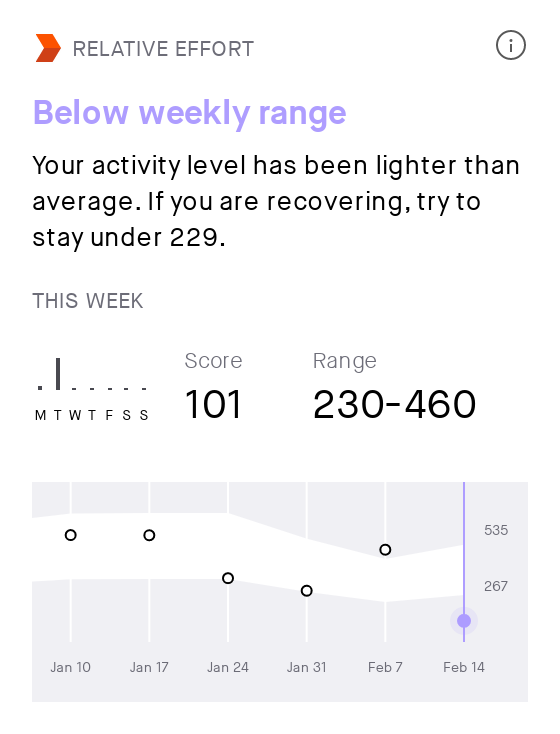 RELATIVE EFFORT
Below weekly range
Your activity level has been lighter than
average. If you are recovering, try to
stay under 229.
THIS WEEK
Score
Range
101
230-460
M T W T F S S
535
267
Jan 10
Jan 17
Jan 24
Jan 31
Feb 7
Feb 14